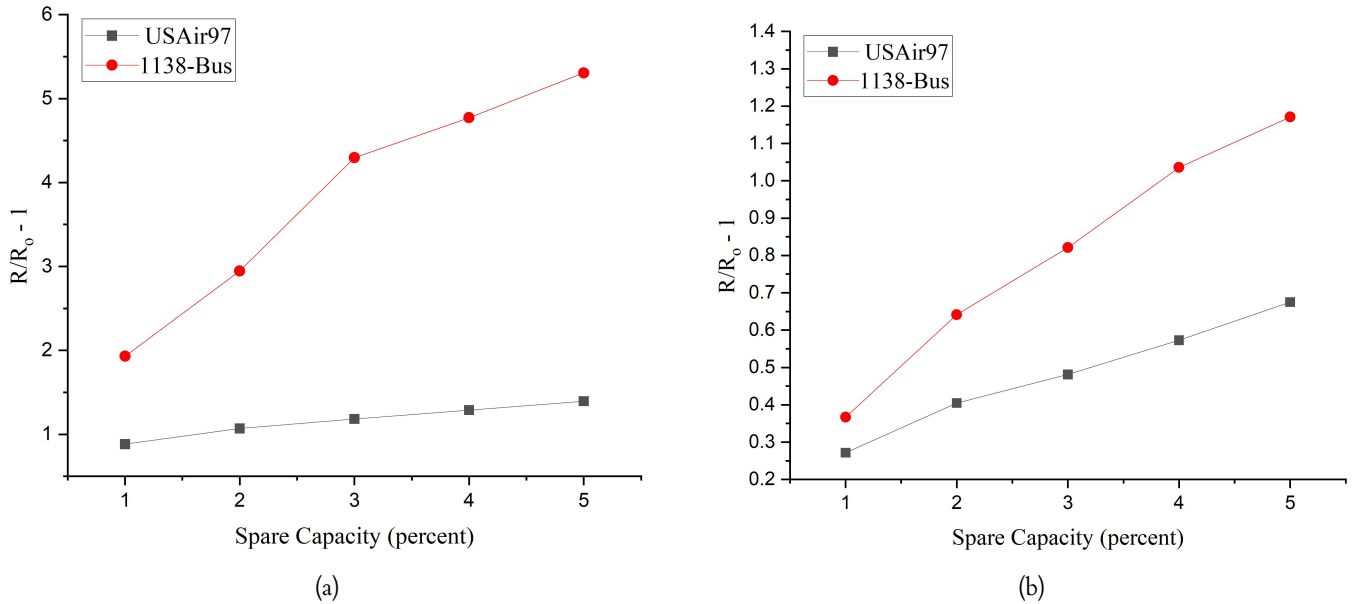 USAir97
1138-Bus
6
5
4
3
2
1
R/Rₒ - 1
1
2
3
4
5
Spare Capacity (percent)
(a)
USAir97
1138-Bus
1.4
1.3
1.2
1.1
1.0
0.9
0.8
0.7
0.6
0.5
0.4
0.3
0.2
R/Rₒ - 1
1
2
3
4
5
Spare Capacity (percent)
(b)